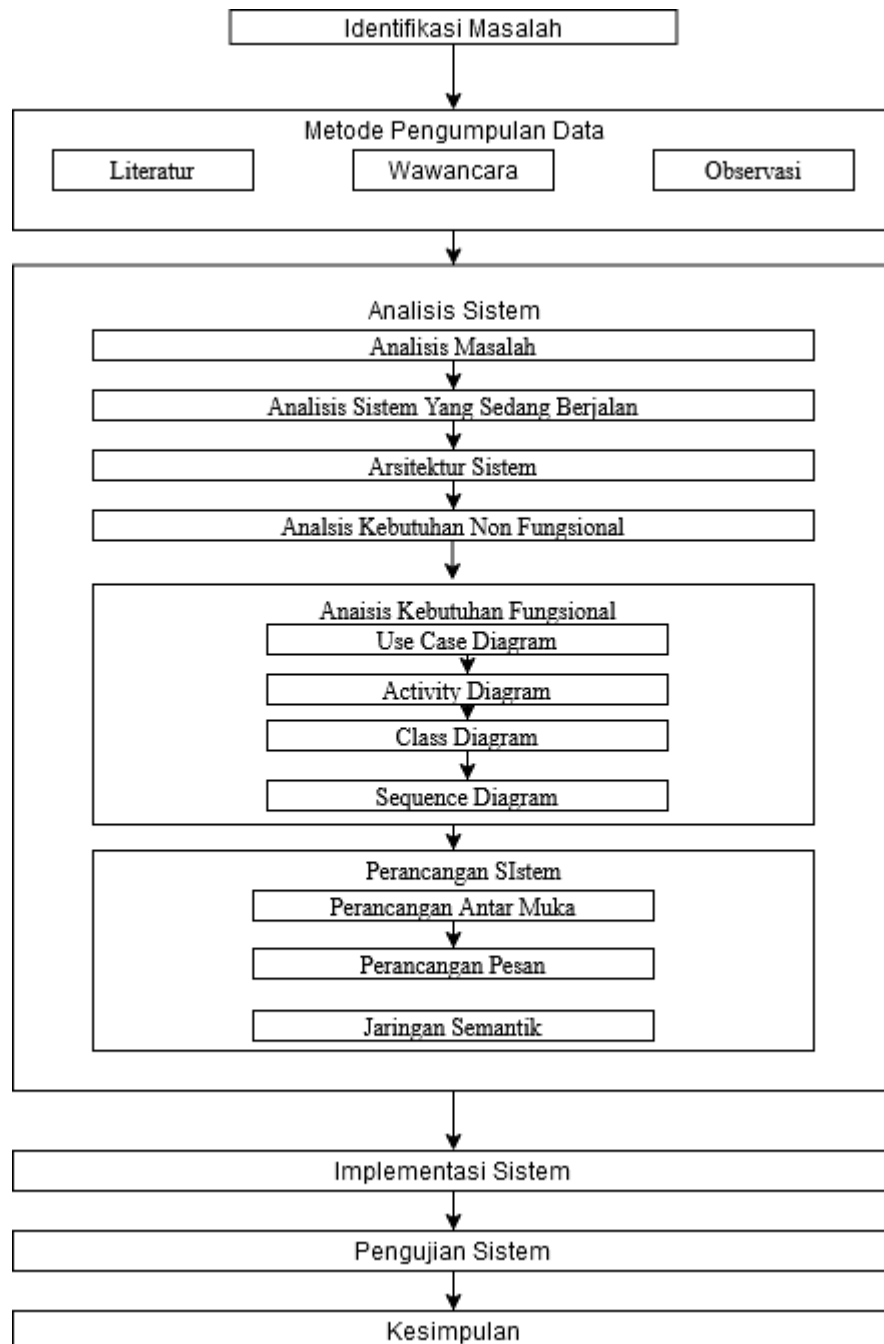 Identifikasi Masalah
Metode Pengumpulan Data
Literatur
Wawancara
Observasi
Analisis Sistem
Analisis Masalah
Analisis Sistem Yang Sedang Berjalan
Arsitektur Sistem
Analsis Kebutuhan Non Fungsional
Anaisis Kebutuhan Fungsional
Use Case Diagram
Activity Diagram
Class Diagram
Sequence Diagram
Perancangan SIstem
Perancangan Antar Muka
Perancangan Pesan
Jaringan Semantik
Implementasi Sistem
Pengujian Sistem
Kesimpulan